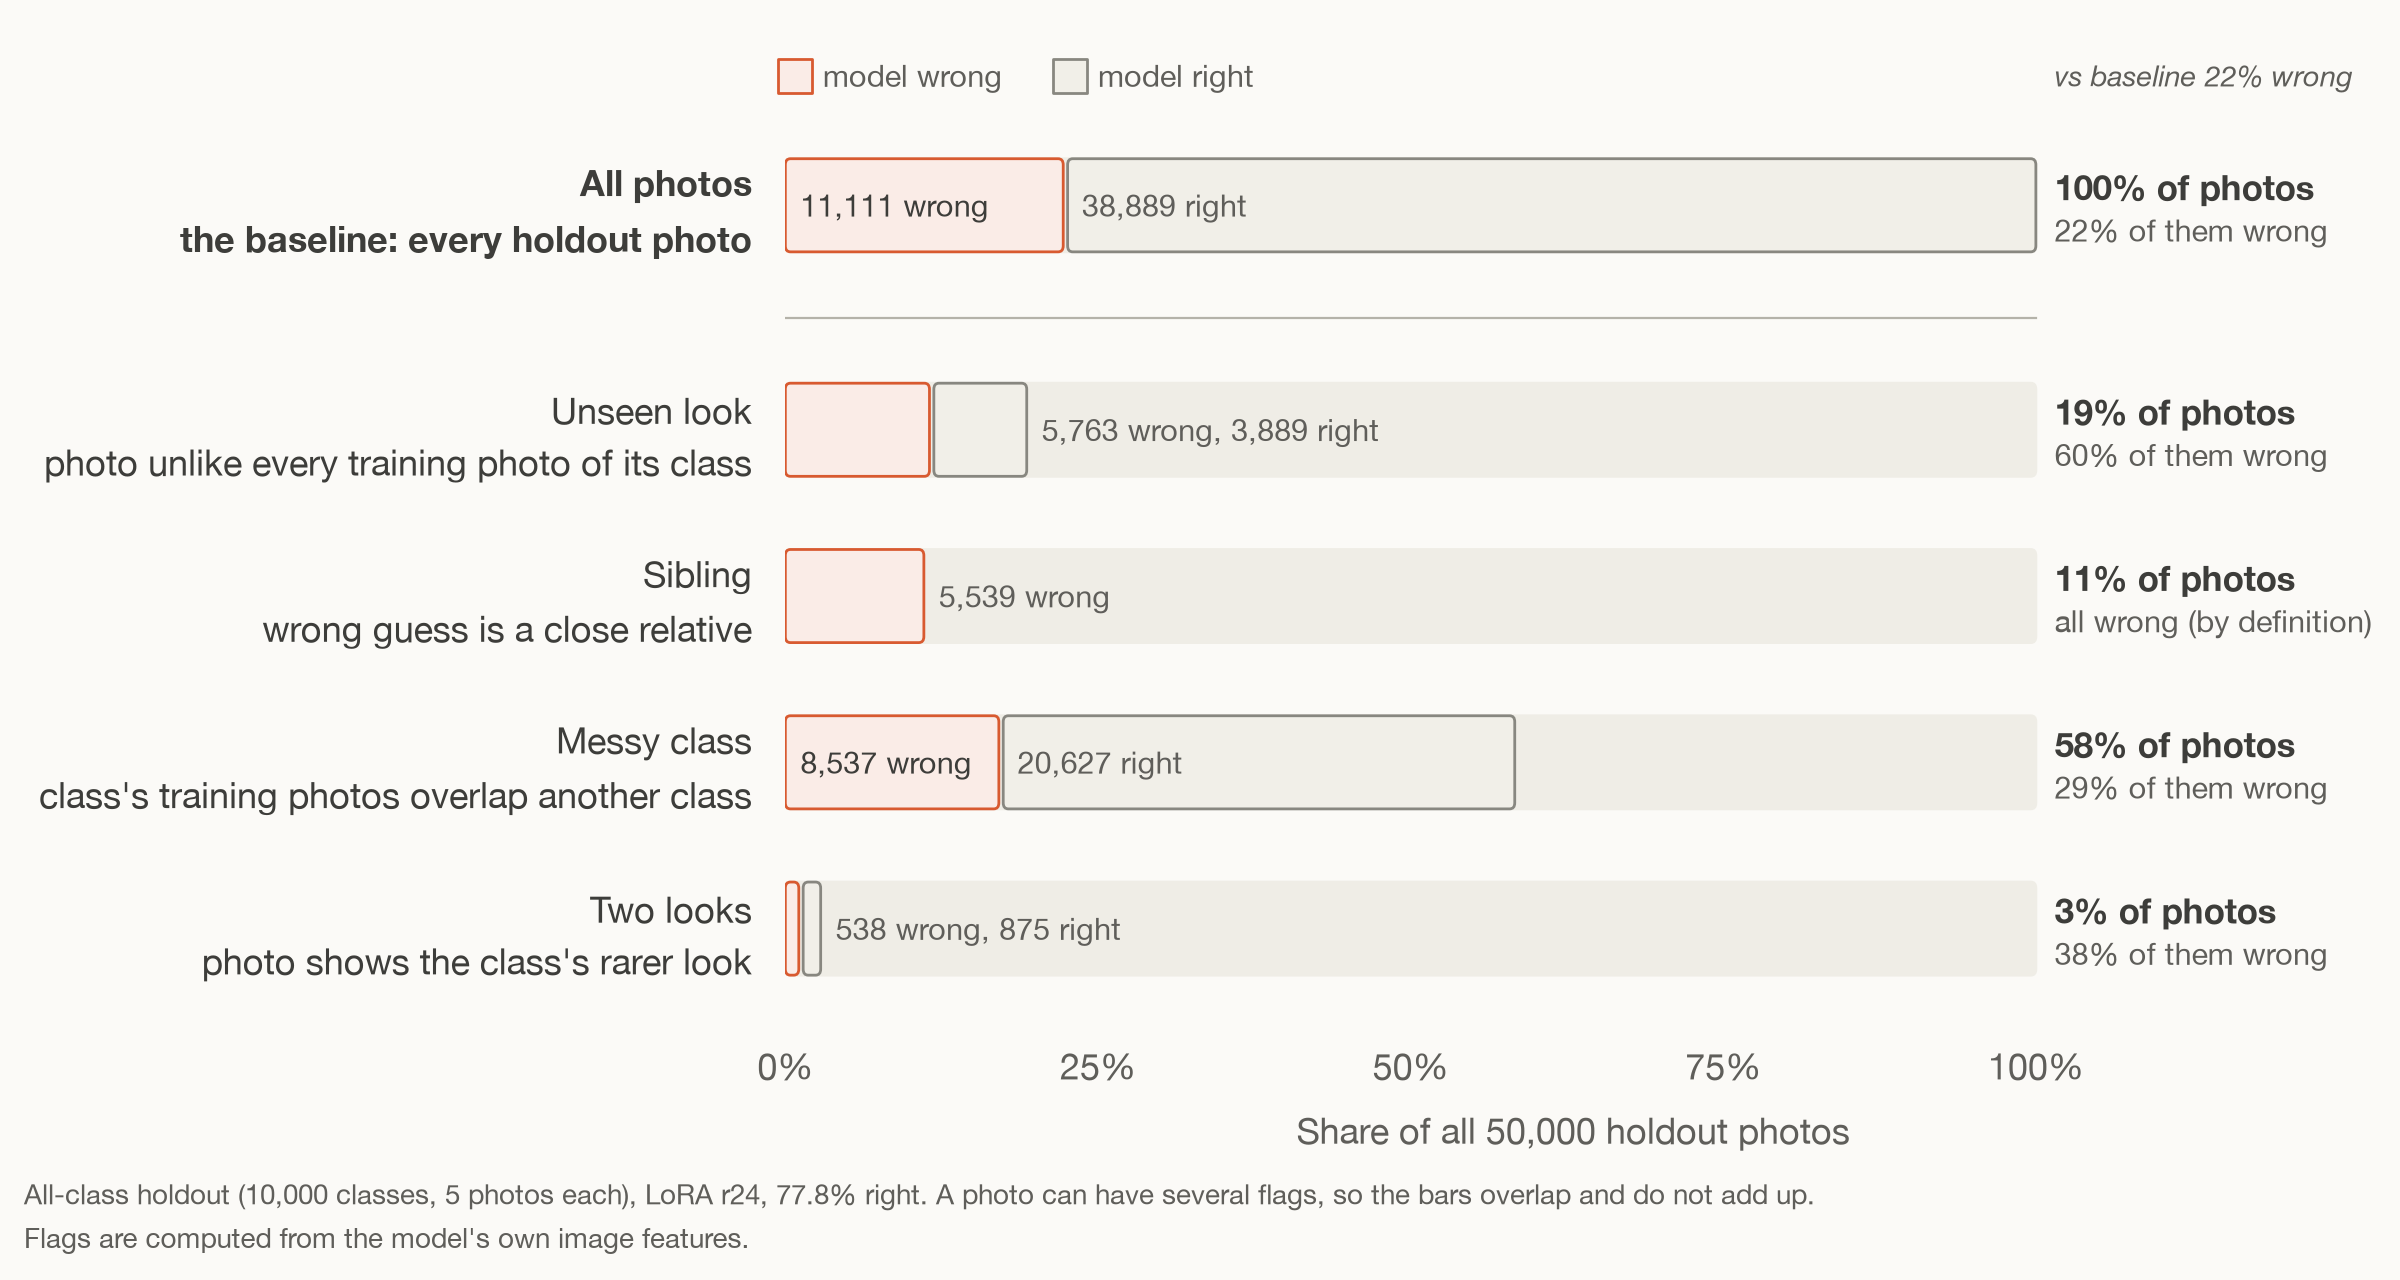 model wrong
model right
vs baseline 22% wrong
All photos
the baseline: every holdout photo
11,111 wrong
38,889 right
100% of photos
22% of them wrong
Unseen look
photo unlike every training photo of its class
5,763 wrong, 3,889 right
19% of photos
60% of them wrong
Sibling
wrong guess is a close relative
5,539 wrong
11% of photos
all wrong (by definition)
Messy class
class's training photos overlap another class
8,537 wrong
20,627 right
58% of photos
29% of them wrong
Two looks
photo shows the class's rarer look
538 wrong, 875 right
3% of photos
38% of them wrong
0%
25%
50%
75%
100%
Share of all 50,000 holdout photos
All-class holdout (10,000 classes, 5 photos each), LoRA r24, 77.8% right. A photo can have several flags, so the bars overlap and do not add up.
Flags are computed from the model's own image features.